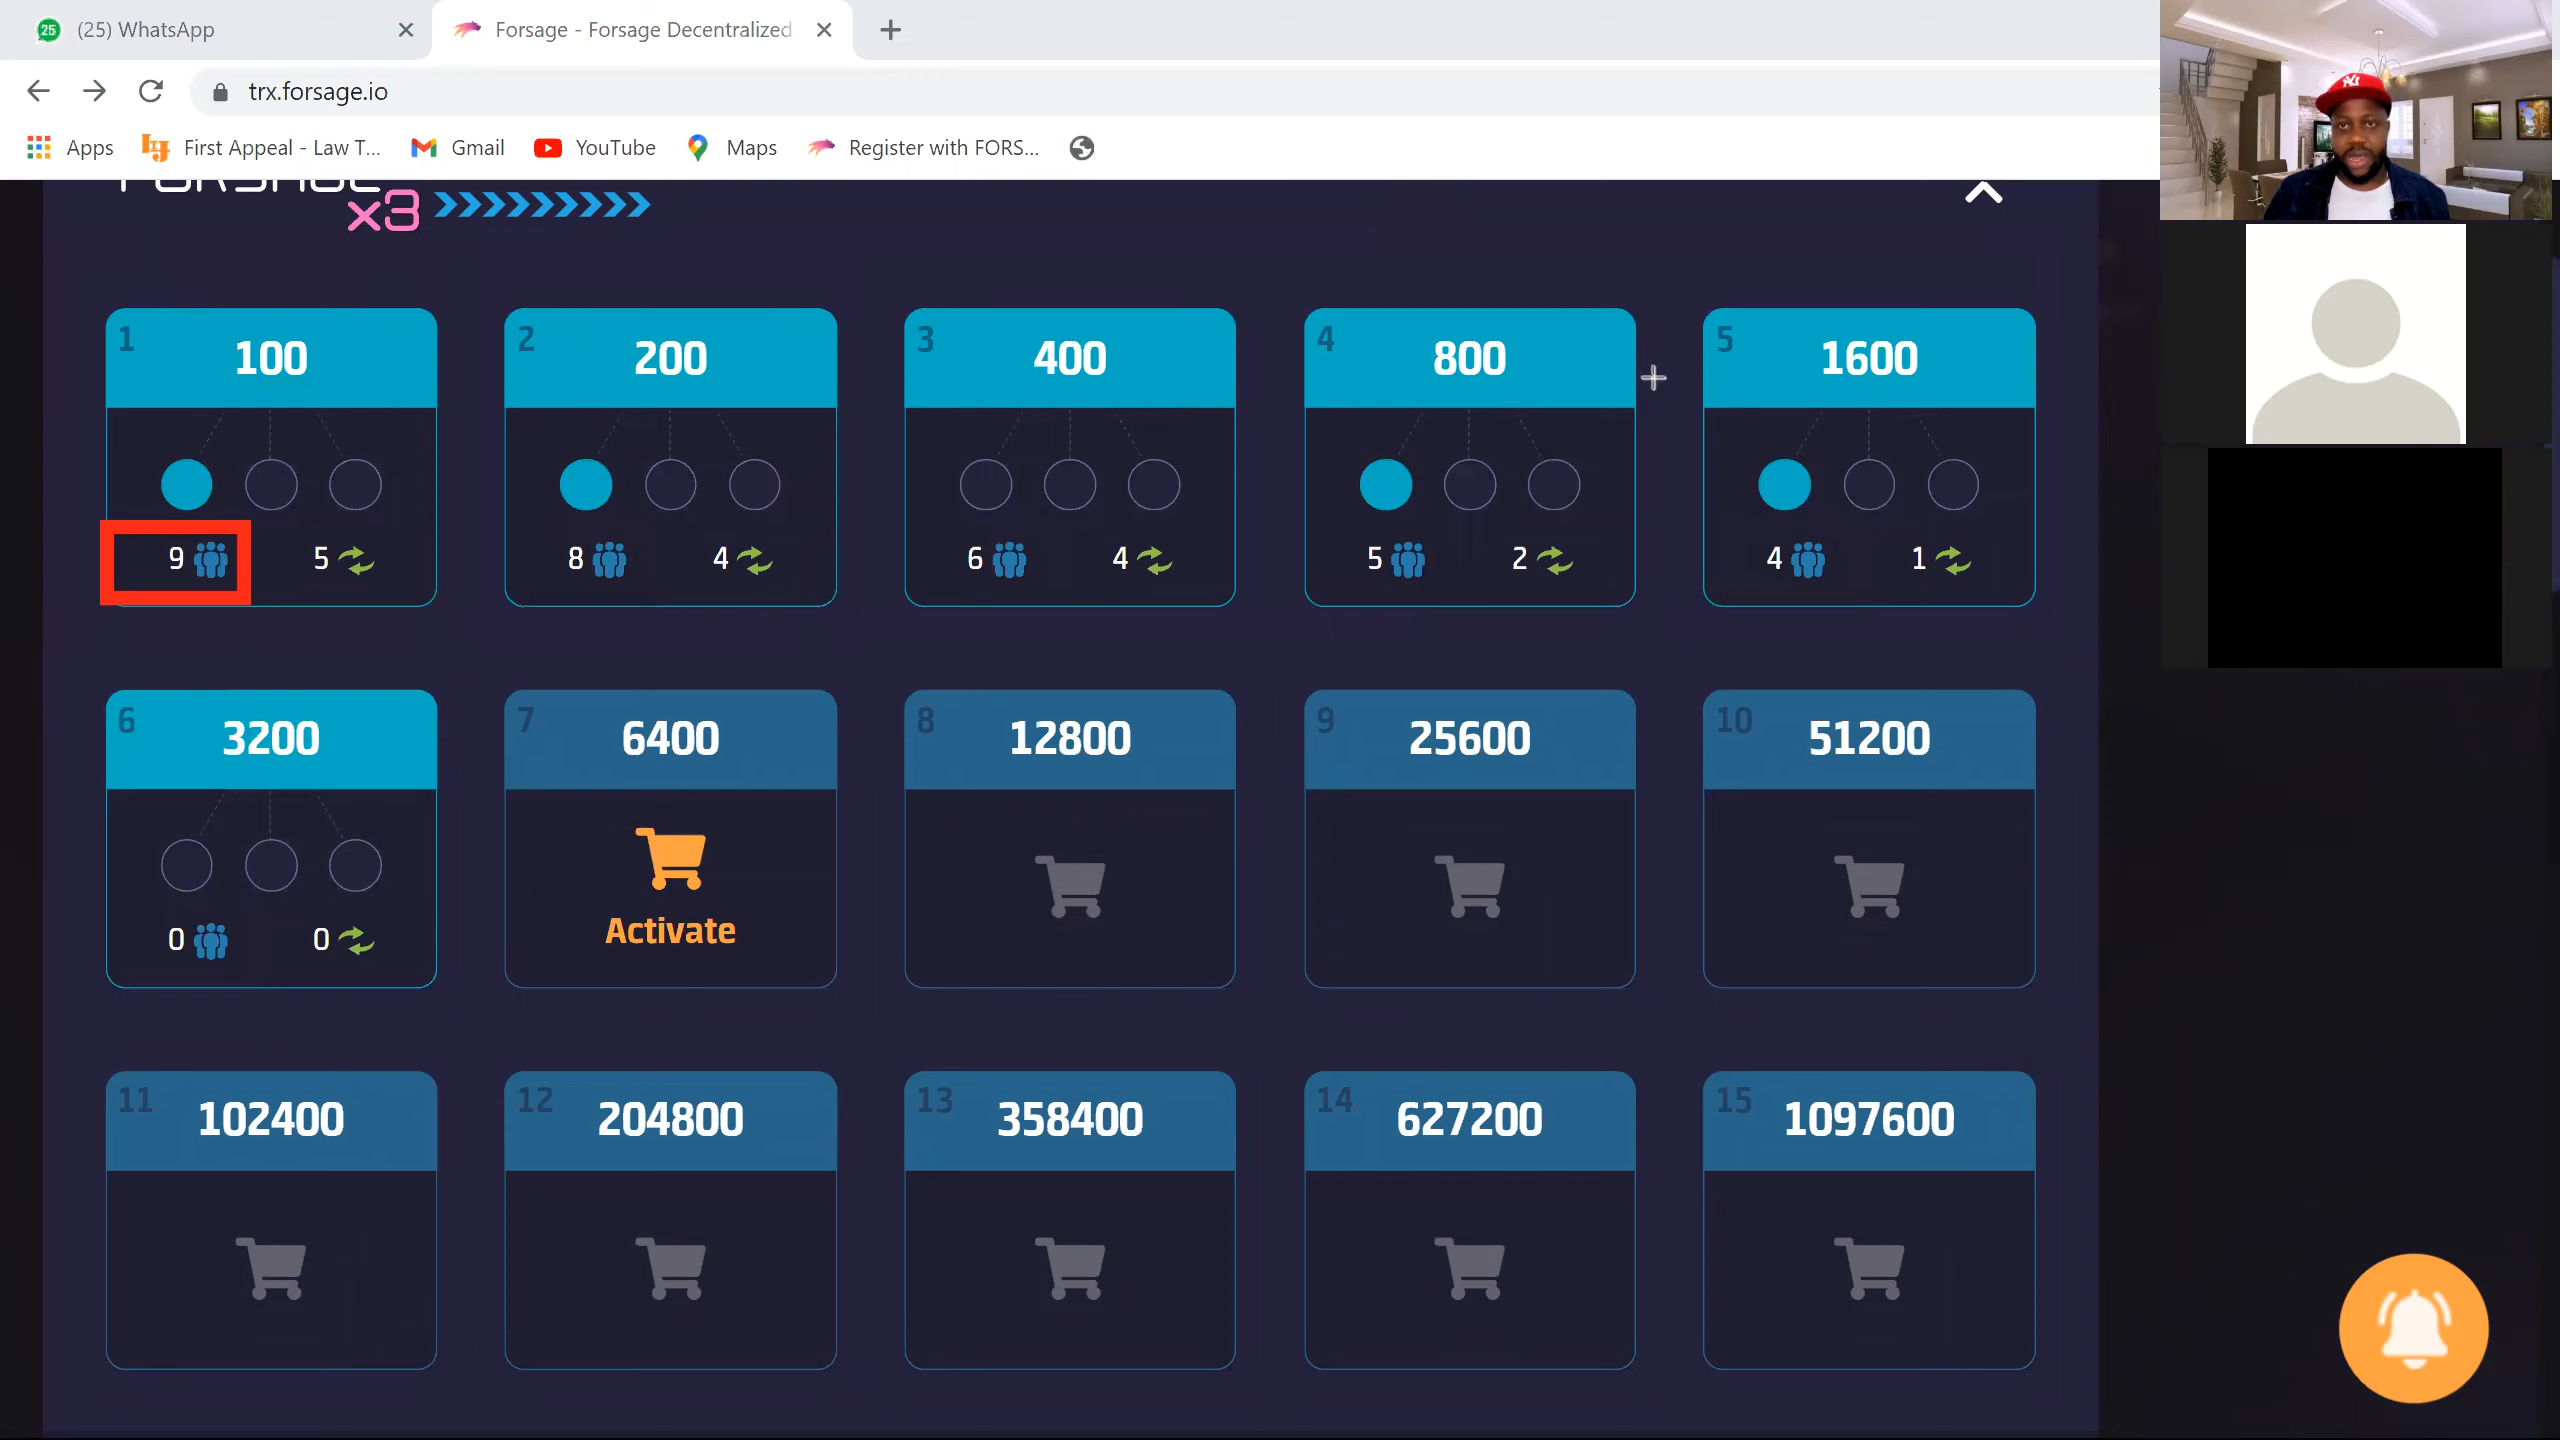 (25) WhatsApp
Forsage - Forsage Decentralized
trx.forsage.io
Apps
First Appeal - Law T...
Gmail
YouTube
Maps
Register with FORS...
25
FORSAGE
x3
1 100
2 200
3 400
4 800
5 1600
9 5
8 4
6 4
5 2
4 1
6 3200
7 6400
8 12800
9 25600
10 51200
Activate
0 0
11 102400
12 204800
13 358400
14 627200
15 1097600